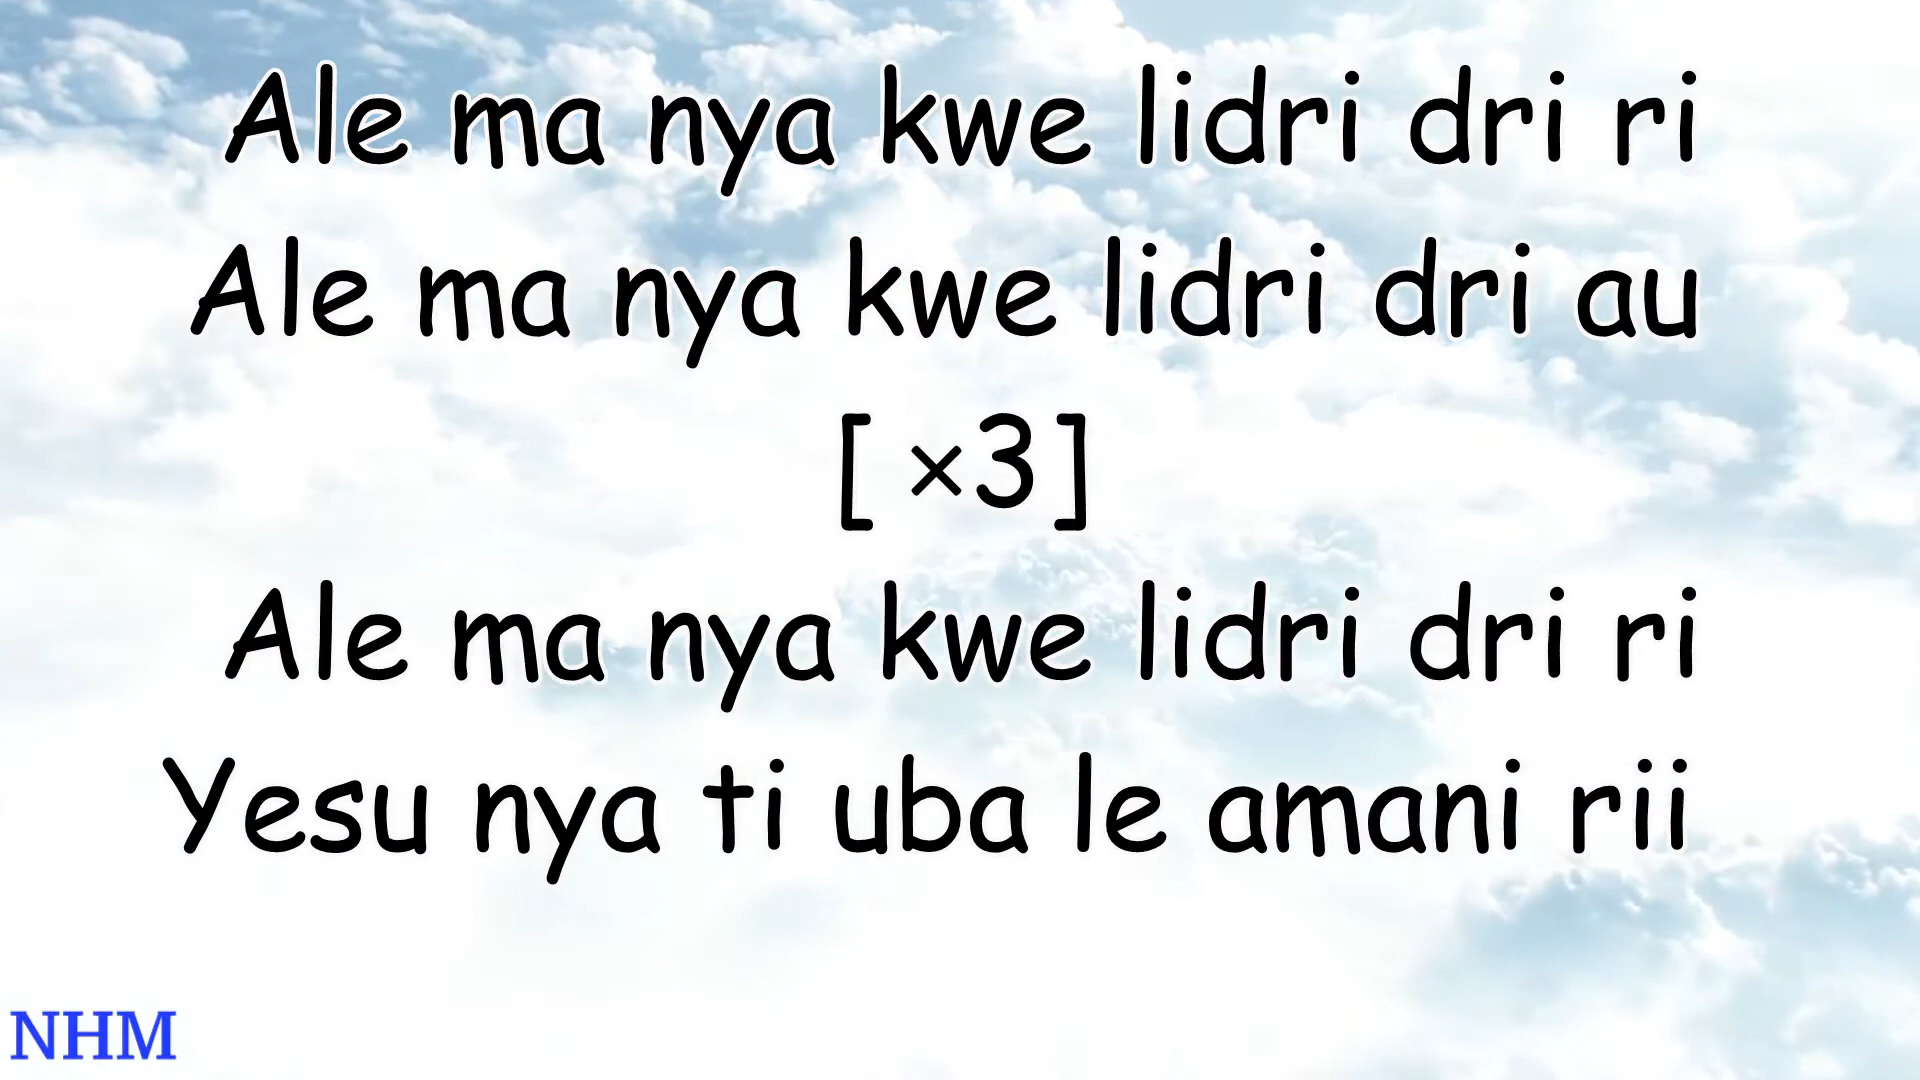 Ale ma nya kwe lidri dri ri
Ale ma nya kwe lidri dri au
[ ×3]
Ale ma nya kwe lidri dri ri
Yesu nya ti uba le amani rii
NHM